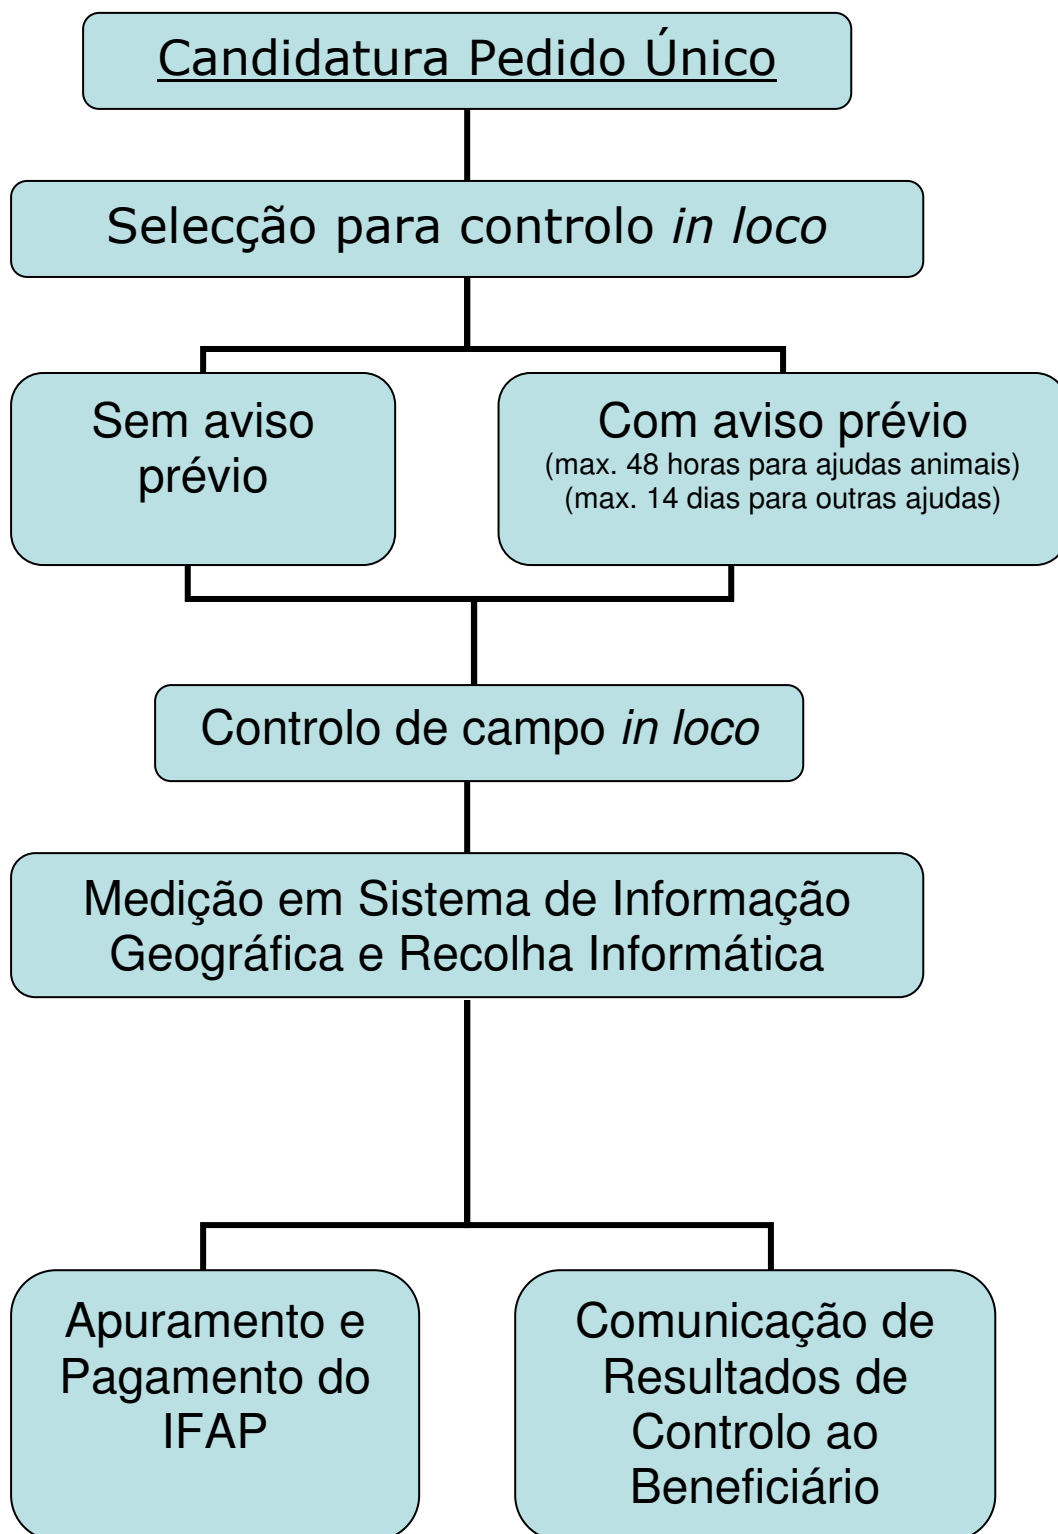 Candidatura Pedido Único
Selecção para controlo in loco
Sem aviso
prévio
Com aviso prévio
(max. 48 horas para ajudas animais)
(max. 14 dias para outras ajudas)
Controlo de campo in loco
Medição em Sistema de Informação
Geográfica e Recolha Informática
Apuramento e
Pagamento do
IFAP
Comunicação de
Resultados de
Controlo ao
Beneficiário